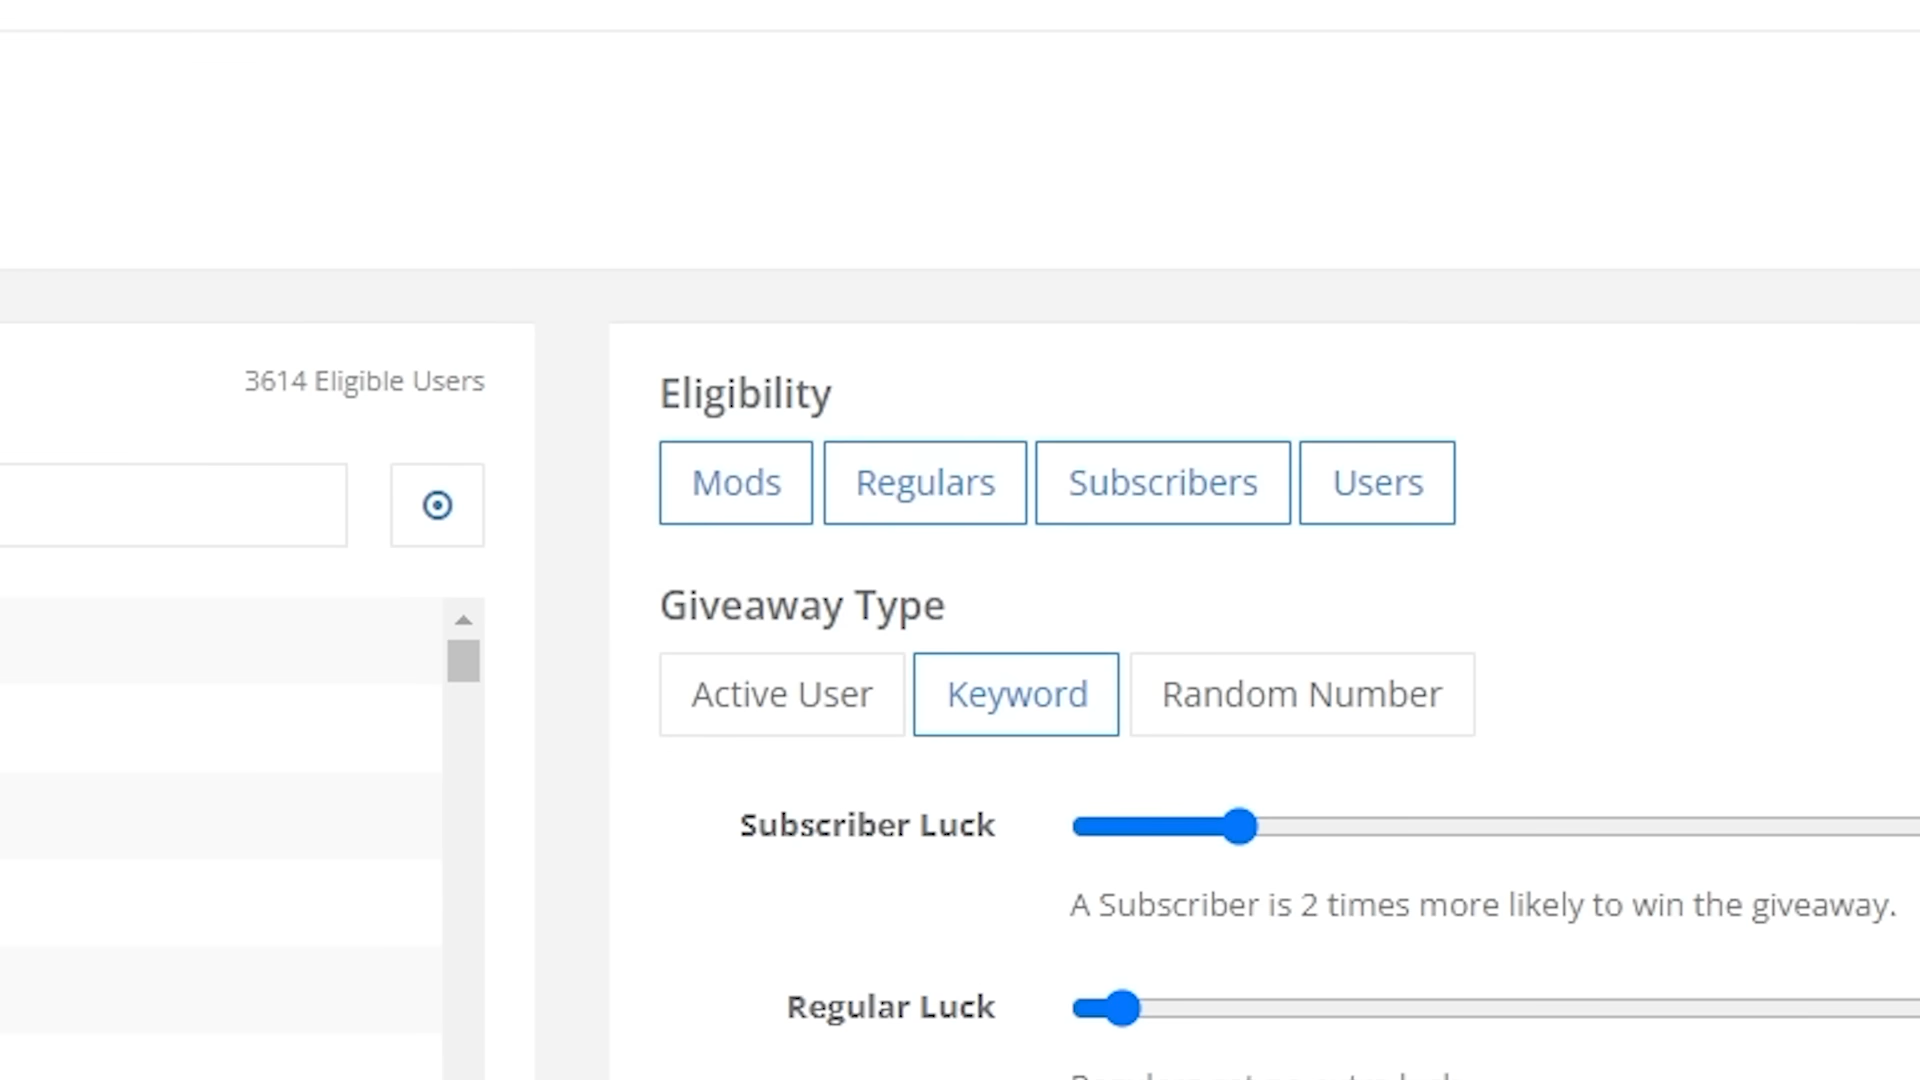 3614 Eligible Users
Eligibility
Mods Regulars Subscribers Users
Giveaway Type
Active User Keyword Random Number
Subscriber Luck
A Subscriber is 2 times more likely to win the giveaway.
Regular Luck